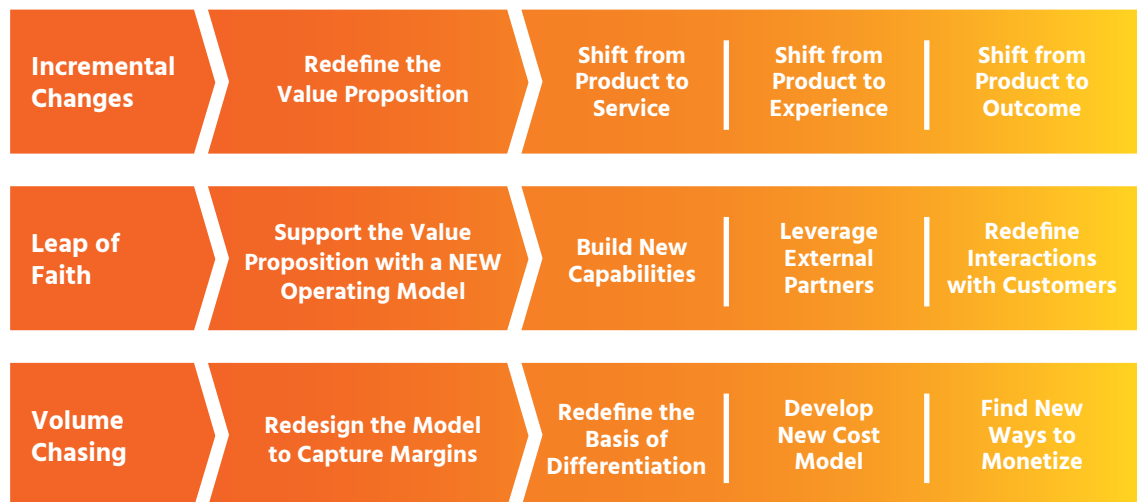 Incremental
Changes
Redefine the
Value Proposition
Shift from
Product to
Service
Shift from
Product to
Experience
Shift from
Product to
Outcome
Leap of
Faith
Support the Value
Proposition with a NEW
Operating Model
Build New
Capabilities
Leverage
External
Partners
Redefine
Interactions
with Customers
Volume
Chasing
Redesign the Model
to Capture Margins
Redefine the
Basis of
Differentiation
Develop
New Cost
Model
Find New
Ways to
Monetize